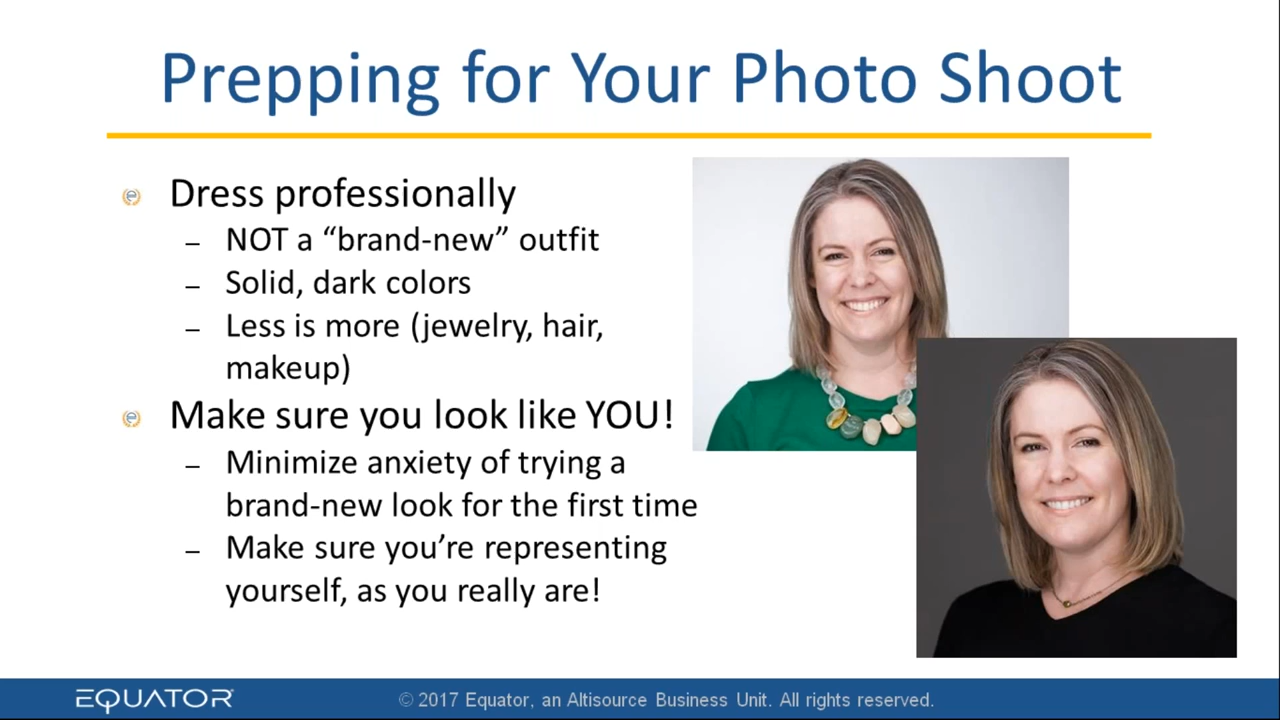 Prepping for Your Photo Shoot
Dress professionally
– NOT a “brand-new” outfit
– Solid, dark colors
– Less is more (jewelry, hair,
makeup)
Make sure you look like YOU!
– Minimize anxiety of trying a
brand-new look for the first time
– Make sure you’re representing
yourself, as you really are!
EQUATOR
© 2017 Equator, an Altisource Business Unit. All rights reserved.